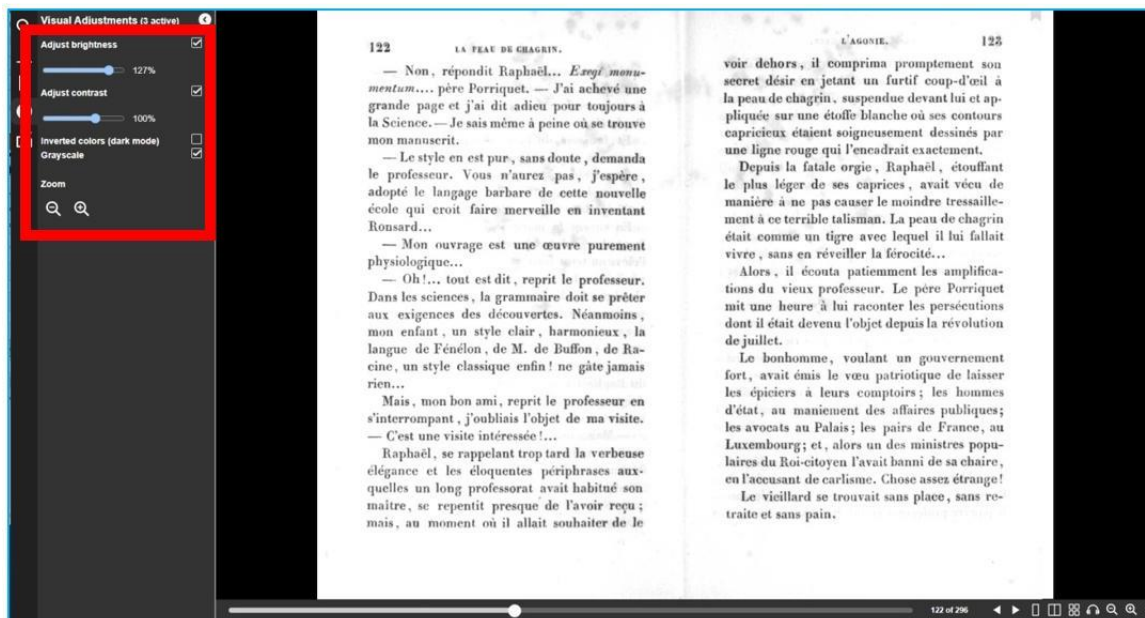 Visual Adjustments (3 active)
Adjust brightness
127%
Adjust contrast
100%
Inverted colors (dark mode)
Grayscale
Zoom
122
LA PEAU DE CHAGRIN.
— Non, répondit Raphaël... Exegi monu-
mentum.... père Porriquet. — J'ai achevé une
grande page et j'ai dit adieu pour toujours à
la Science. — Je sais même à peine où se trouve
mon manuscrit.
— Le style en est pur, sans doute, demanda
le professeur. Vous n'aurez pas, j'espère,
adopté le langage barbare de cette nouvelle
école qui croit faire merveille en inventant
Ronsard...
— Mon ouvrage est une œuvre purement
physiologique...
— Oh!... tout est dit, reprit le professeur.
Dans les sciences, la grammaire doit se prêter
aux exigences des découvertes. Néanmoins,
mon enfant, un style clair, harmonieux, la
langue de Fénélon, de M. de Buffon, de Ra-
cine, un style classique enfin! ne gâte jamais
rien...
Mais, mon bon ami, reprit le professeur en
s'interrompant, j'oubliais l'objet de ma visite.
— C'est une visite intéressée!...
Raphaël, se rappelant trop tard la verbeuse
élégance et les éloquentes périphrases aux-
quelles un long professorat avait habitué son
maître, se repentit presque de l'avoir reçu;
mais, au moment où il allait souhaiter de le
L'AGONIE.
123
voir dehors, il comprima promptement son
secret désir en jetant un furtif coup-d'œil à
la peau de chagrin, suspendue devant lui et ap-
pliquée sur une étoffe blanche où ses contours
capricieux étaient soigneusement dessinés par
une ligne rouge qui l'encadrait exactement.
Depuis la fatale orgie, Raphaël, étouffant
le plus léger de ses caprices, avait vécu de
manière à ne pas causer le moindre tressaille-
ment à ce terrible talisman. La peau de chagrin
était comme un tigre avec lequel il lui fallait
vivre, sans en réveiller la férocité...
Alors, il écouta patiemment les amplifica-
tions du vieux professeur. Le père Porriquet
mit une heure à lui raconter les persécutions
dont il était devenu l'objet depuis la révolution
de juillet.
Le bonhomme, voulant un gouvernement
fort, avait émis le vœu patriotique de laisser
les épiciers à leurs comptoirs; les hommes
d'état, au maniement des affaires publiques;
les avocats au Palais; les pairs de France, au
Luxembourg; et, alors un des ministres popu-
laires du Roi-citoyen l'avait banni de sa chaire,
en l'accusant de carlisme. Chose assez étrange!
Le vieillard se trouvait sans place, sans re-
traite et sans pain.
122 of 296